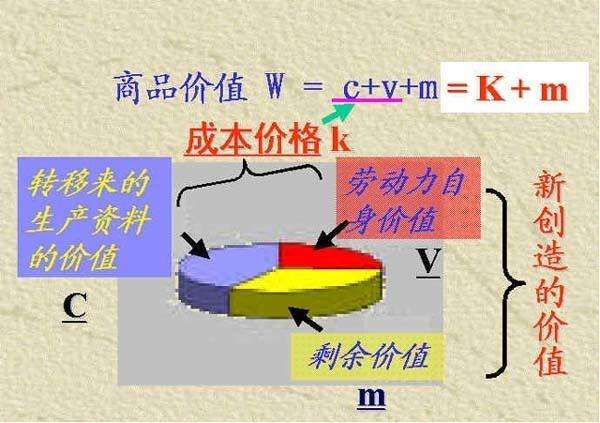 商品价值 W = c+v+m = K + m
成本价格 k
转移来的
生产资料
的价值
C
劳动力自
身价值
V
剩余价值
m
新创造的价值